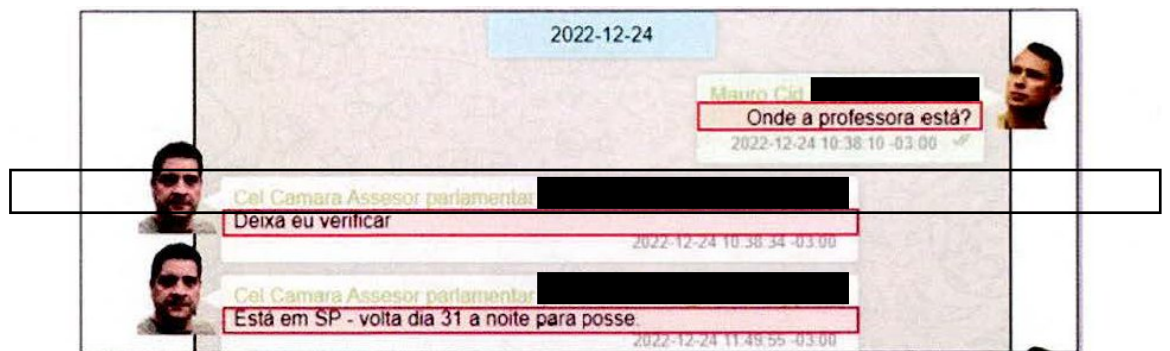 2022-12-24
Mauro Cid
Onde a professora está?
2022-12-24 10:38:10 -03:00
Cel Camara Assesor parlamentar
Deixa eu verificar
2022-12-24 10:38:34 -03:00
Cel Camara Assesor parlamentar
Está em SP - volta dia 31 a noite para posse.
2022-12-24 11:49:55 -03:00